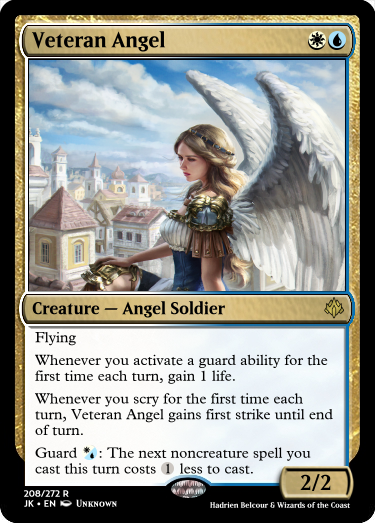 Veteran Angel
Creature — Angel Soldier
Flying
Whenever you activate a guard ability for the
first time each turn, gain 1 life.
Whenever you scry for the first time each
turn, Veteran Angel gains first strike until end
of turn.
Guard : The next noncreature spell you
cast this turn costs 1 less to cast.
2/2
208/272 R
JK • EN Unknown
Hadrien Belcour & Wizards of the Coast